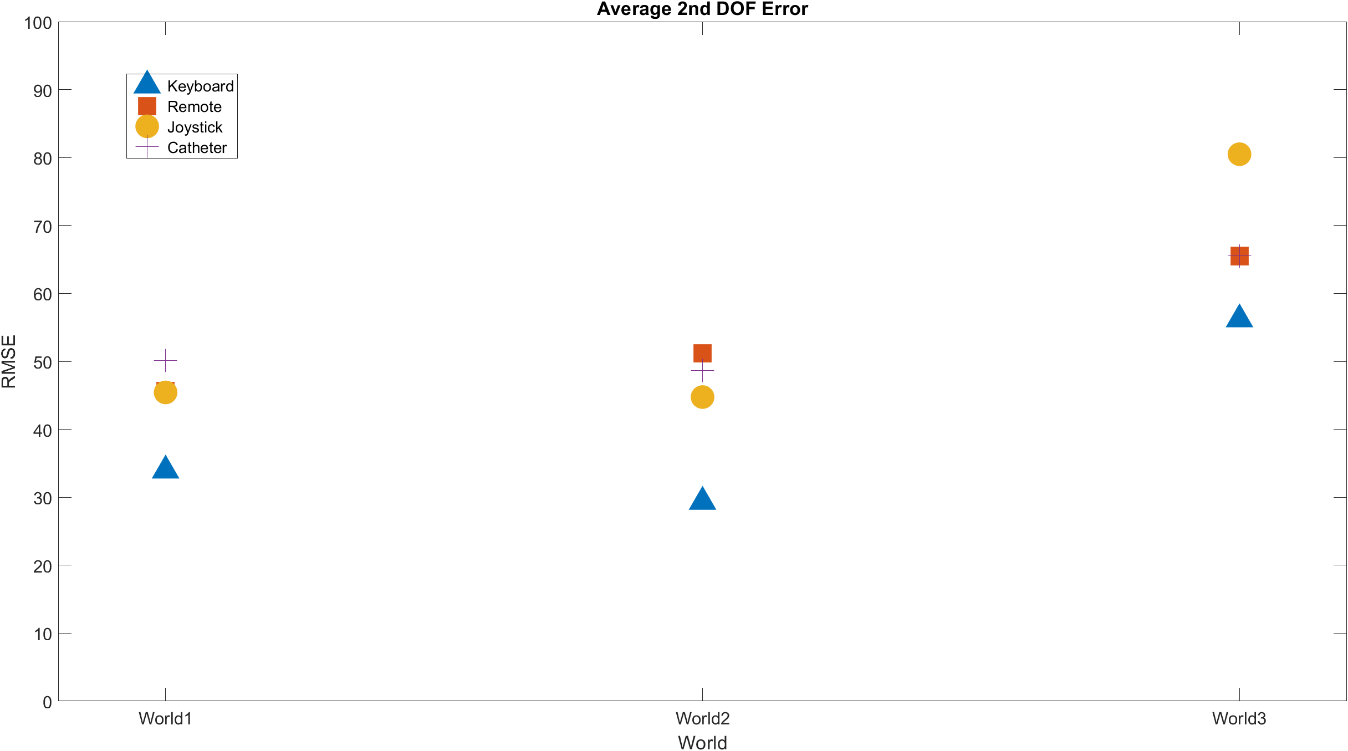 Average 2nd DOF Error
100
90
80
70
60
50
40
30
20
10
0
RMSE
Keyboard
Remote
Joystick
Catheter
World1
World2
World3
World